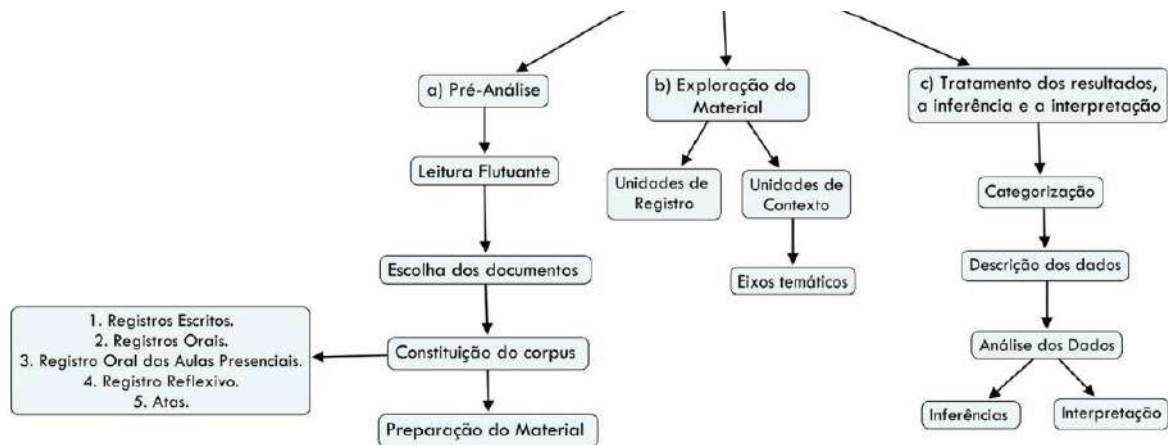 a) Pré-Análise
Leitura Flutuante
Escolha dos documentos
Constituição do corpus
1. Registros Escritos.
2. Registros Orais.
3. Registro Oral das Aulas Presenciais.
4. Registro Reflexivo.
5. Atas.
Preparação do Material
b) Exploração do
Material
Unidades de
Registro
Unidades de
Contexto
Eixos temáticos
c) Tratamento dos resultados,
a inferência e a interpretação
Categorização
Descrição dos dados
Análise dos Dados
Inferências
Interpretação